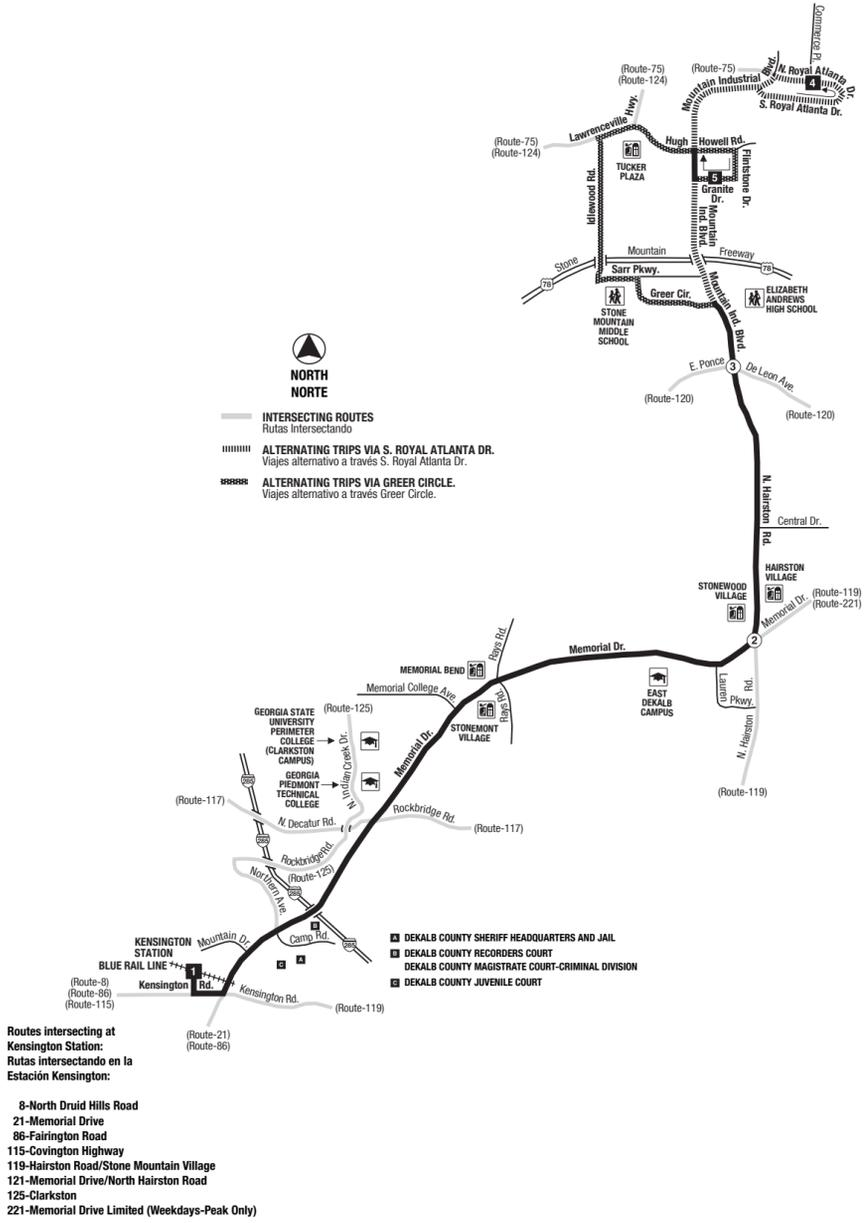 Commerce Pl.
(Route-75)
(Route-124)
(Route-75)
Mountain Industrial Blvd.
N. Royal Atlanta Dr.
4
S. Royal Atlanta Dr.
Lawrenceville Hwy.
(Route-75)
(Route-124)
Hugh Howell Rd.
TUCKER
PLAZA
5
Granite
Dr.
Flintstone Dr.
Idlewood Rd.
Mountain
Ind. Blvd.
Stone Mountain Freeway
78
78
Sarr Pkwy.
Greer Cir.
Mountain Ind. Blvd.
STONE
MOUNTAIN
MIDDLE
SCHOOL
ELIZABETH
ANDREWS
HIGH SCHOOL
NORTH
NORTE
E. Ponce De Leon Ave.
3
(Route-120)
(Route-120)
INTERSECTING ROUTES
Rutas Intersectando
ALTERNATING TRIPS VIA S. ROYAL ATLANTA DR.
Viajes alternativo a través S. Royal Atlanta Dr.
ALTERNATING TRIPS VIA GREER CIRCLE.
Viajes alternativo a través Greer Circle.
N. Hairston Rd.
Central Dr.
HAIRSTON
VILLAGE
STONEWOOD
VILLAGE
Memorial Dr.
(Route-119)
(Route-221)
2
Rays Rd.
Memorial Dr.
MEMORIAL BEND
Memorial College Ave.
Rays Rd.
STONEMONT
VILLAGE
EAST
DEKALB
CAMPUS
Lauren
Pkwy.
N. Hairston Rd.
(Route-119)
GEORGIA STATE
UNIVERSITY
PERIMETER
COLLEGE
(CLARKSTON
CAMPUS)
(Route-125)
N. Indian Creek Dr.
Memorial Dr.
GEORGIA
PIEDMONT
TECHNICAL
COLLEGE
285
(Route-117)
N. Decatur Rd.
Rockbridge Rd.
(Route-117)
285
Rockbridge Rd.
(Route-125)
Northern Ave.
285
B
Camp Rd.
285
A
C
Mountain Dr.
KENSINGTON
STATION
BLUE RAIL LINE
1
Kensington Rd.
Kensington Rd.
(Route-8)
(Route-86)
(Route-115)
(Route-119)
(Route-21)
(Route-86)
A DEKALB COUNTY SHERIFF HEADQUARTERS AND JAIL
B DEKALB COUNTY RECORDERS COURT
DEKALB COUNTY MAGISTRATE COURT-CRIMINAL DIVISION
C DEKALB COUNTY JUVENILE COURT
Routes intersecting at
Kensington Station:
Rutas intersectando en la
Estación Kensington:
8-North Druid Hills Road
21-Memorial Drive
86-Fairington Road
115-Covington Highway
119-Hairston Road/Stone Mountain Village
121-Memorial Drive/North Hairston Road
125-Clarkston
221-Memorial Drive Limited (Weekdays-Peak Only)